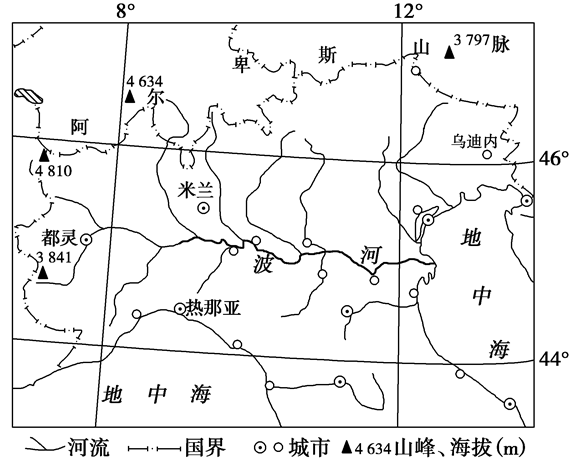 8° 12°
卑 斯 山 脉
3 797
4 634
尔
阿
乌迪内
46°
4 810
米兰
都灵
地
3 841
波 河
中
热那亚
海
44°
地 中 海
河流 国界 城市 4 634 山峰、海拔(m)